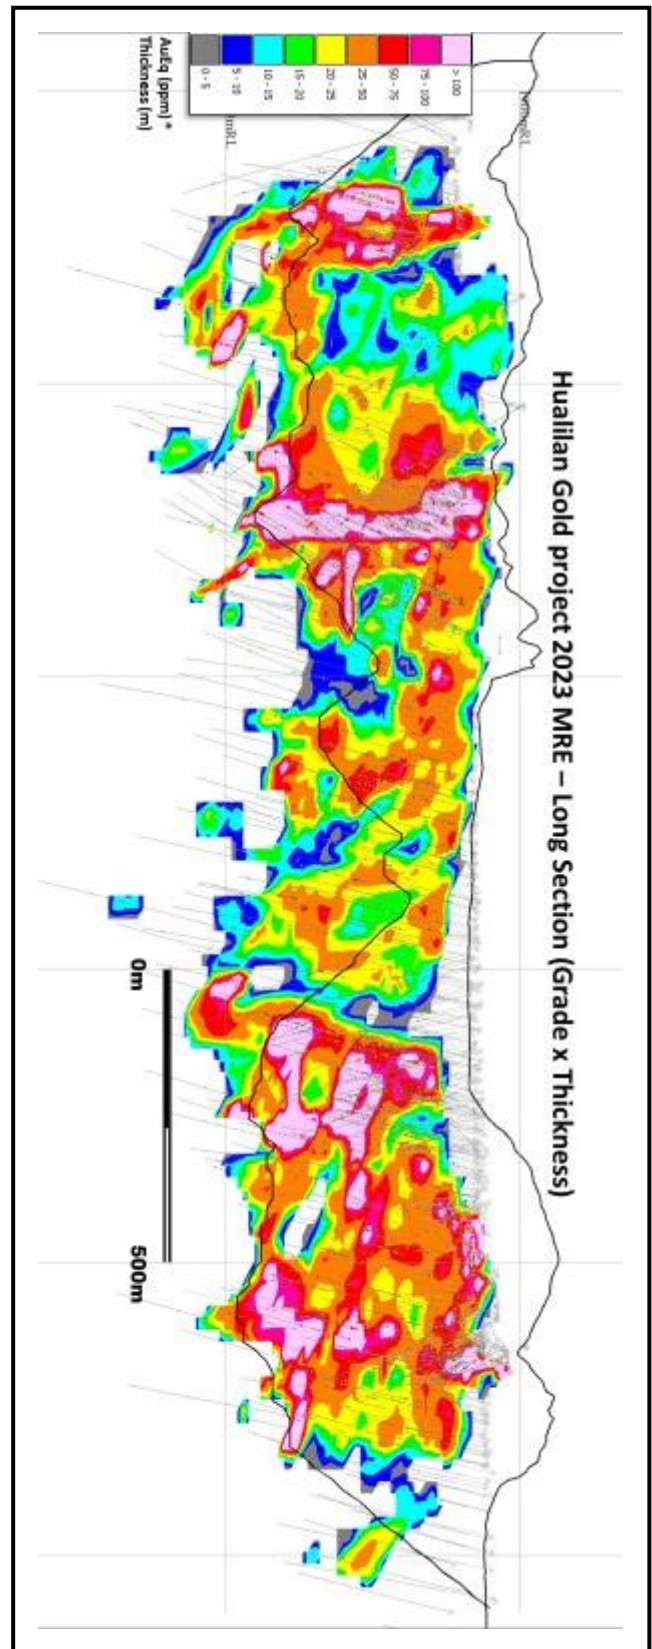 Hualilan Gold project 2023 MRE – Long Section (Grade x Thickness)
0 - 5
5 - 10
10 - 15
15 - 20
20 - 25
25 - 50
50 - 75
75 - 100
> 100
AuEq (ppm) *
Thickness (m)
0m
500m